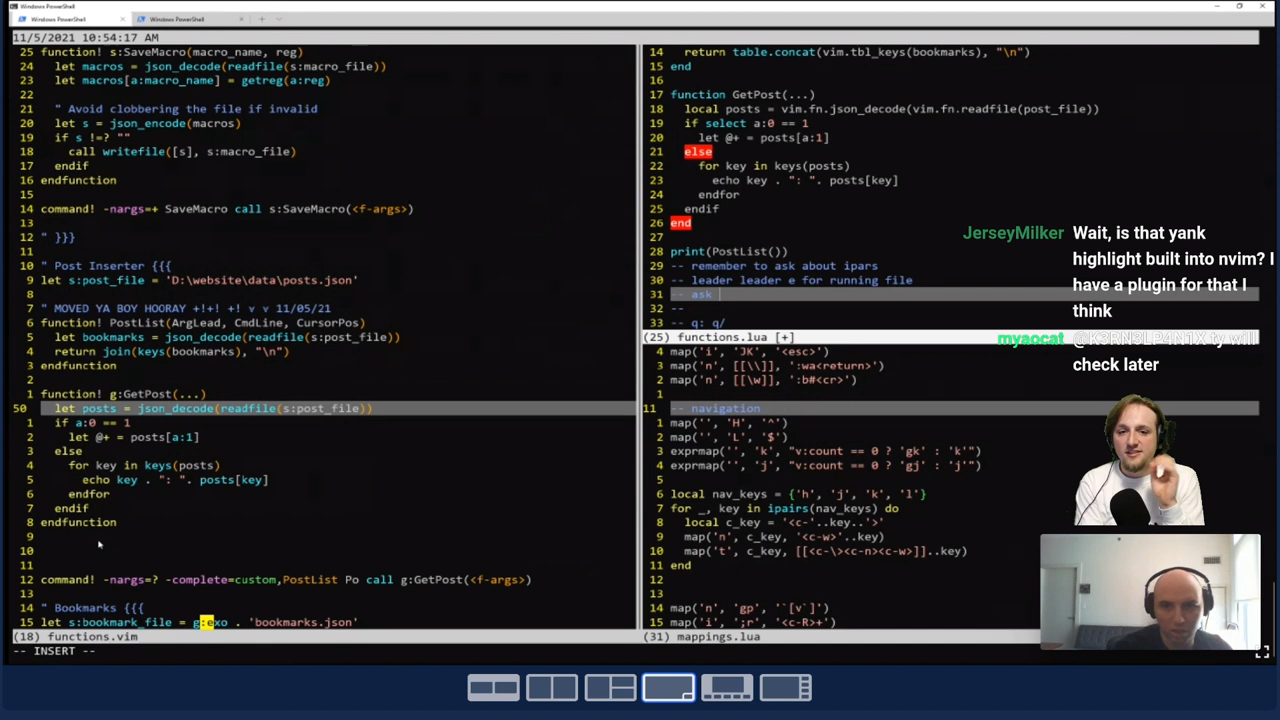 Windows PowerShell
Windows PowerShell
Windows PowerShell
11/5/2021 10:54:17 AM
25 function! s:SaveMacro(macro_name, reg)
24 let macros = json_decode(readfile(s:macro_file))
23 let macros[a:macro_name] = getreg(a:reg)
22
21 " Avoid clobbering the file if invalid
20 let s = json_encode(macros)
19 if s !=? ""
18 call writefile([s], s:macro_file)
17 endif
16 endfunction
15
14 command! -nargs=+ SaveMacro call s:SaveMacro(<f-args>)
13
12 " }}}
11
10 " Post Inserter {{{
9 let s:post_file = 'D:\website\data\posts.json'
8
7 " MOVED YA BOY HOORAY +!+! +! v v 11/05/21
6 function! PostList(ArgLead, CmdLine, CursorPos)
5 let bookmarks = json_decode(readfile(s:post_file))
4 return join(keys(bookmarks), "\n")
3 endfunction
2
1 function! g:GetPost(...)
50 let posts = json_decode(readfile(s:post_file))
1 if a:0 == 1
2 let @+ = posts[a:1]
3 else
4 for key in keys(posts)
5 echo key . ": ". posts[key]
6 endfor
7 endif
8 endfunction
9
10
11
12 command! -nargs=? -complete=custom,PostList Po call g:GetPost(<f-args>)
13
14 " Bookmarks {{{
15 let s:bookmark_file = g:exo . 'bookmarks.json'
(18) functions.vim
-- INSERT --
14 return table.concat(vim.tbl_keys(bookmarks), "\n")
15 end
16
17 function GetPost(...)
18 local posts = vim.fn.json_decode(vim.fn.readfile(post_file))
19 if select a:0 == 1
20 let @+ = posts[a:1]
21 else
22 for key in keys(posts)
23 echo key . ": ". posts[key]
24 endfor
25 endif
26 end
27
28 print(PostList())
29 -- remember to ask about ipars
30 -- leader leader e for running file
31 -- ask
32 --
33 -- q: q/
(25) functions.lua [+]
4 map('i', 'JK', '<esc>')
3 map('n', [[\\]], ':wa<return>')
2 map('n', [[\w]], ':b#<cr>')
1
11 -- navigation
1 map('', 'H', '^')
2 map('', 'L', '$')
3 exprmap('', 'k', "v:count == 0 ? 'gk' : 'k'")
4 exprmap('', 'j', "v:count == 0 ? 'gj' : 'j'")
5
6 local nav_keys = {'h', 'j', 'k', 'l'}
7 for _, key in ipairs(nav_keys) do
8 local c_key = '<c-'..key..'>'
9 map('n', c_key, '<c-w>'..key)
10 map('t', c_key, [[<c-\><c-n><c-w>]]..key)
11 end
12
13
14 map('n', 'gp', '`[v`]')
15 map('i', ';r', '<c-R>+')
(31) mappings.lua
JerseyMilker Wait, is that yank
highlight built into nvim? I
have a plugin for that I
think
myaocat @K3RN3LP4N1X ty will
check later